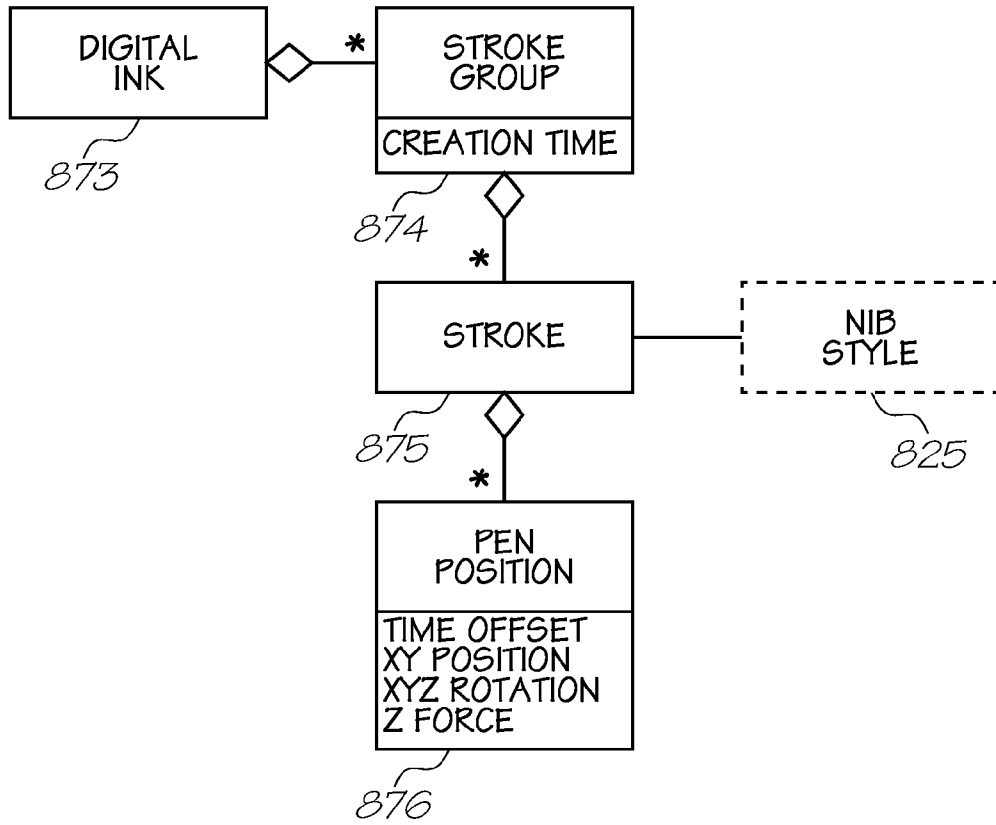 DIGITAL
INK
*
STROKE
GROUP
CREATION TIME
873
874
*
STROKE
NIB
STYLE
875
825
*
PEN
POSITION
TIME OFFSET
XY POSITION
XYZ ROTATION
Z FORCE
876